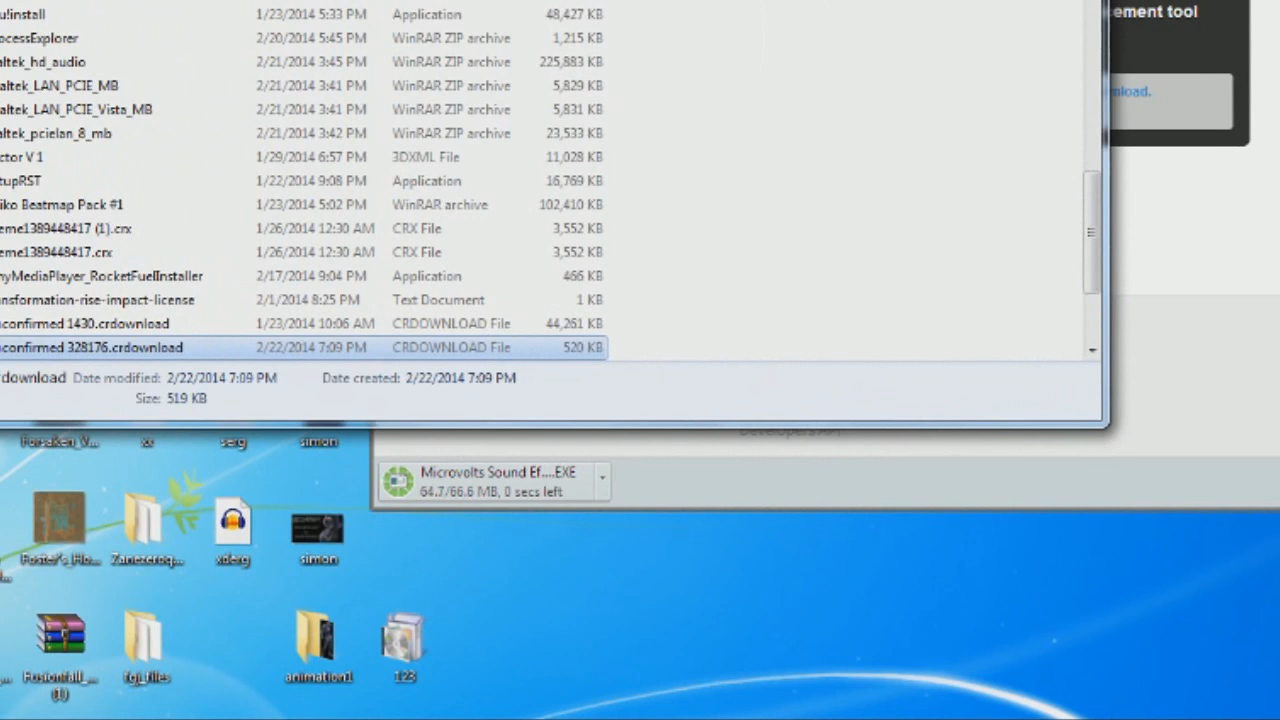 u!install 1/23/2014 5:33 PM Application 48,427 KB
ocessExplorer 2/20/2014 5:45 PM WinRAR ZIP archive 1,215 KB
altek_hd_audio 2/21/2014 3:45 PM WinRAR ZIP archive 225,883 KB
altek_LAN_PCIE_MB 2/21/2014 3:41 PM WinRAR ZIP archive 5,829 KB
altek_LAN_PCIE_Vista_MB 2/21/2014 3:41 PM WinRAR ZIP archive 5,831 KB
altek_pcielan_8_mb 2/21/2014 3:42 PM WinRAR ZIP archive 23,533 KB
ctor V 1 1/29/2014 6:57 PM 3DXML File 11,028 KB
tupRST 1/22/2014 9:08 PM Application 16,769 KB
iko Beatmap Pack #1 1/23/2014 5:02 PM WinRAR archive 102,410 KB
eme1389448417 (1).crx 1/26/2014 12:30 AM CRX File 3,552 KB
eme1389448417.crx 1/26/2014 12:30 AM CRX File 3,552 KB
nyMediaPlayer_RocketFuelInstaller 2/17/2014 9:04 PM Application 466 KB
nsformation-rise-impact-license 2/1/2014 8:25 PM Text Document 1 KB
confirmed 1430.crdownload 1/23/2014 10:06 AM CRDOWNLOAD File 44,261 KB
confirmed 328176.crdownload 2/22/2014 7:09 PM CRDOWNLOAD File 520 KB
download Date modified: 2/22/2014 7:09 PM Date created: 2/22/2014 7:09 PM
Size: 519 KB
ement tool
nload.
Forsaken_V... xx serg simon
Microvolts Sound Ef....EXE
64.7/66.6 MB, 0 secs left
Foster's_Ho... Zanezeroq... xderg simon
Fusionfall_... fgj_files animation1 123
(1)